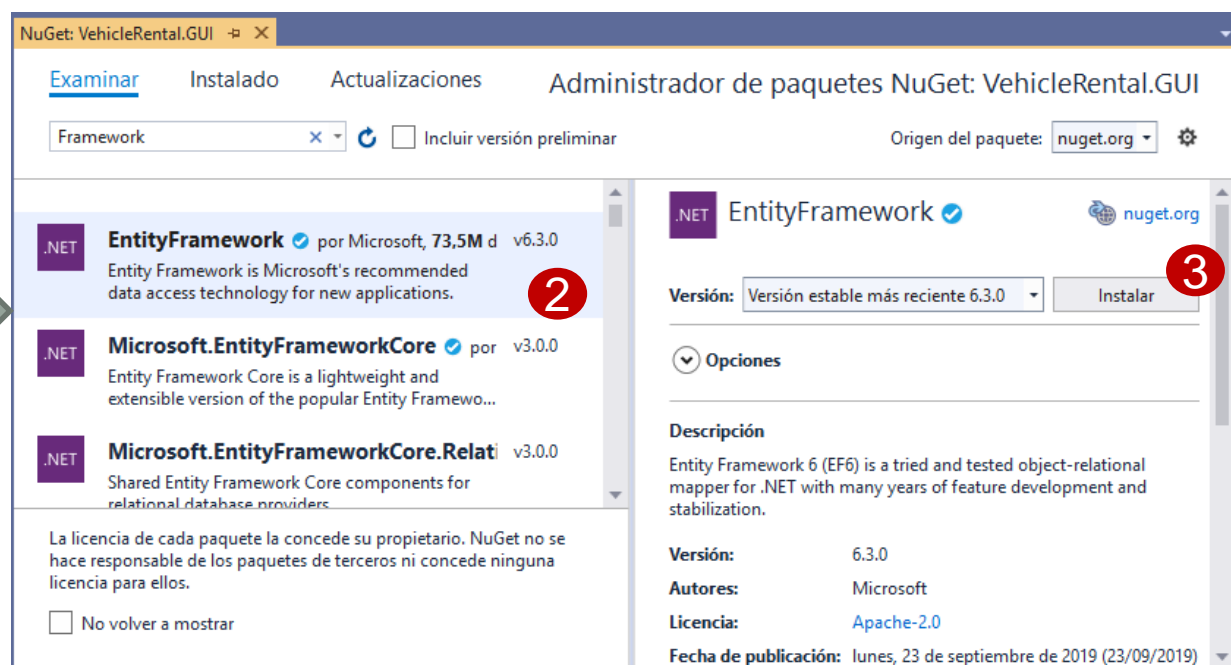 NuGet: VehicleRental.GUI
Examinar Instalado Actualizaciones Administrador de paquetes NuGet: VehicleRental.GUI
Framework Incluir versión preliminar Origen del paquete: nuget.org
.NET EntityFramework por Microsoft, 73,5M d v6.3.0
Entity Framework is Microsoft's recommended
data access technology for new applications.
2
.NET Microsoft.EntityFrameworkCore por v3.0.0
Entity Framework Core is a lightweight and
extensible version of the popular Entity Framewo...
.NET Microsoft.EntityFrameworkCore.Relati v3.0.0
Shared Entity Framework Core components for
relational database providers
La licencia de cada paquete la concede su propietario. NuGet no se
hace responsable de los paquetes de terceros ni concede ninguna
licencia para ellos.
No volver a mostrar
.NET EntityFramework nuget.org
3
Versión: Versión estable más reciente 6.3.0 Instalar
Opciones
Descripción
Entity Framework 6 (EF6) is a tried and tested object-relational
mapper for .NET with many years of feature development and
stabilization.
Versión: 6.3.0
Autores: Microsoft
Licencia: Apache-2.0
Fecha de publicación: lunes, 23 de septiembre de 2019 (23/09/2019)